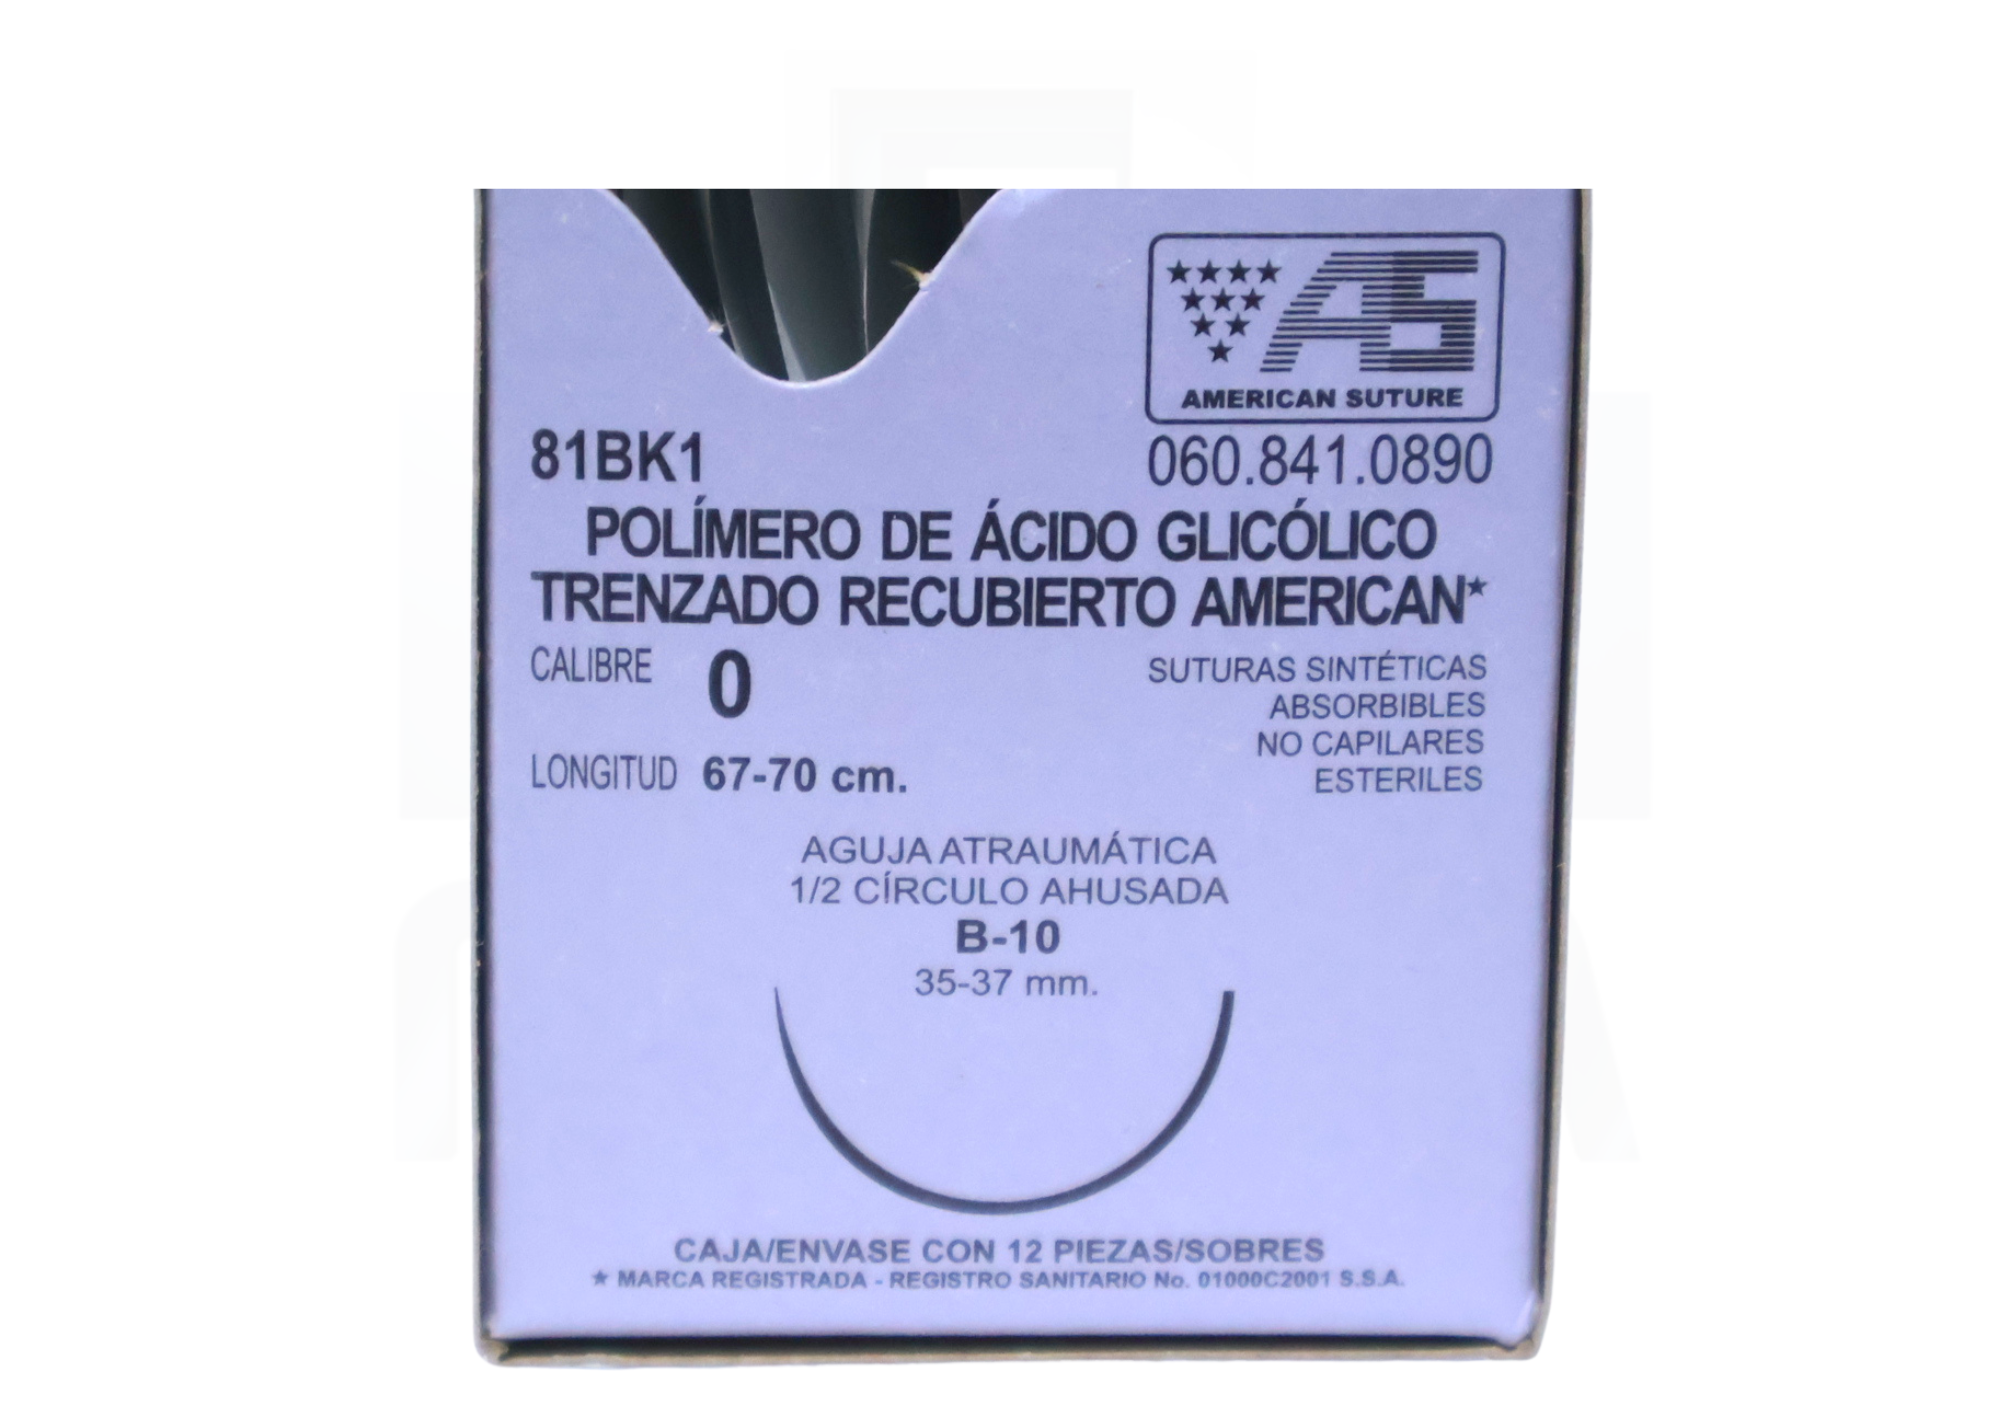 AS
AMERICAN SUTURE
81BK1
060.841.0890
POLÍMERO DE ÁCIDO GLICÓLICO
TRENZADO RECUBIERTO AMERICAN★
CALIBRE 0
SUTURAS SINTÉTICAS
ABSORBIBLES
NO CAPILARES
ESTERILES
LONGITUD 67-70 cm.
AGUJA ATRAUMÁTICA
1/2 CÍRCULO AHUSADA
B-10
35-37 mm.
CAJA/ENVASE CON 12 PIEZAS/SOBRES
★ MARCA REGISTRADA - REGISTRO SANITARIO No. 01000C2001 S.S.A.